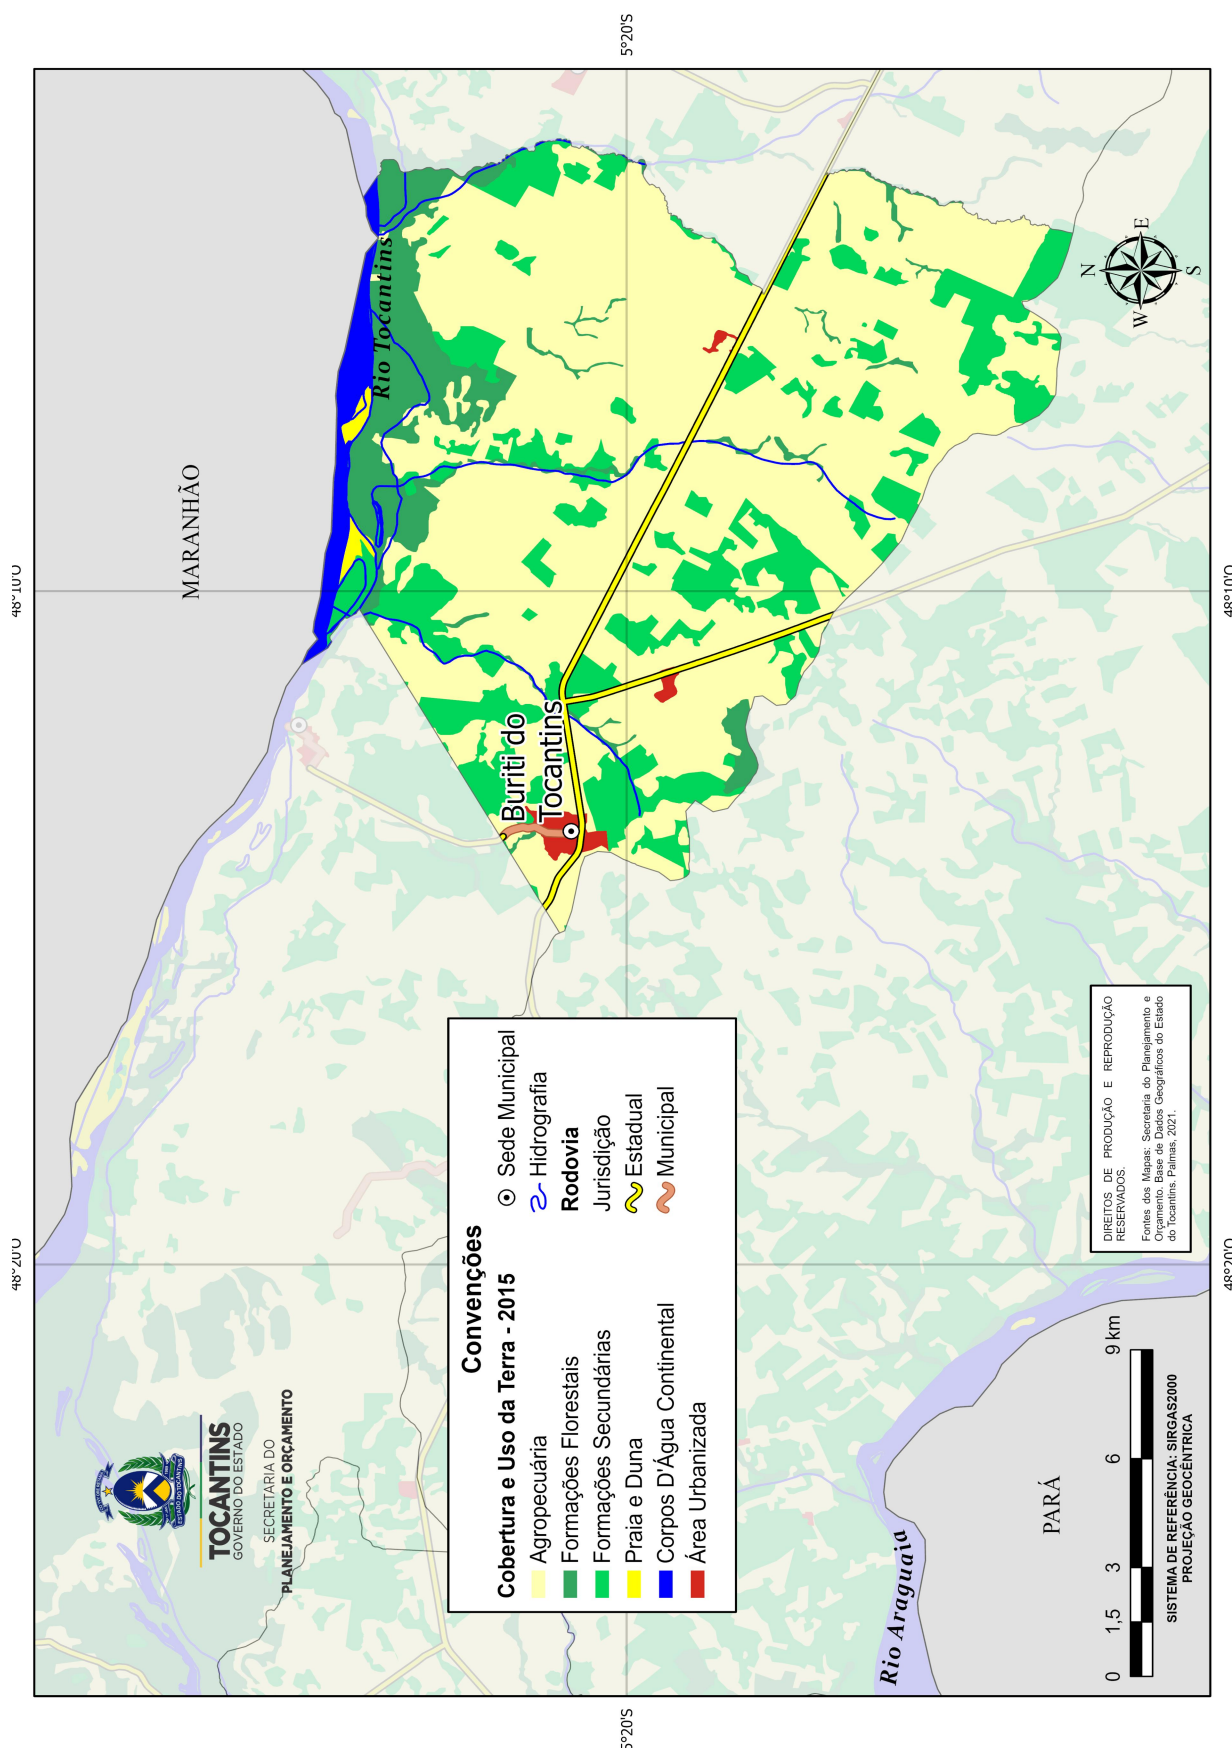 TOCANTINS
GOVERNO DO ESTADO
SECRETARIA DO
PLANEJAMENTO E ORÇAMENTO
48°20'O
48°10'O
MARANHÃO
Rio Tocantins
Buriti do
Tocantins
5°20'S
5°20'S
Convenções
Cobertura e Uso da Terra - 2015
Agropecuária
Formações Florestais
Formações Secundárias
Praia e Duna
Corpos D'Água Continental
Área Urbanizada
Sede Municipal
Hidrografia
Rodovia
Jurisdição
Estadual
Municipal
Rio Araguaia
PARÁ
N
E
S
W
0 1,5 3 6 9 km
SISTEMA DE REFERÊNCIA: SIRGAS2000
PROJEÇÃO GEOCÊNTRICA
DIREITOS DE PRODUÇÃO E REPRODUÇÃO
RESERVADOS.
Fontes dos Mapas: Secretaria do Planejamento e
Orçamento. Base de Dados Geográficos do Estado
do Tocantins. Palmas, 2021.
48°20'O
48°10'O